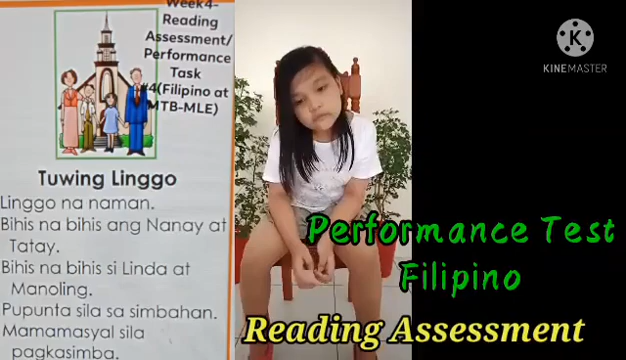 Week4-
Reading
Assessment/
Performance
Task
#4(Filipino at
MTB-MLE)
Tuwing Linggo
Linggo na naman.
Bihis na bihis ang Nanay at
Tatay.
Bihis na bihis si Linda at
Manoling.
Pupunta sila sa simbahan.
Mamamasyal sila
pagkasimba.
KINEMASTER
Performance Test
Filipino
Reading Assessment